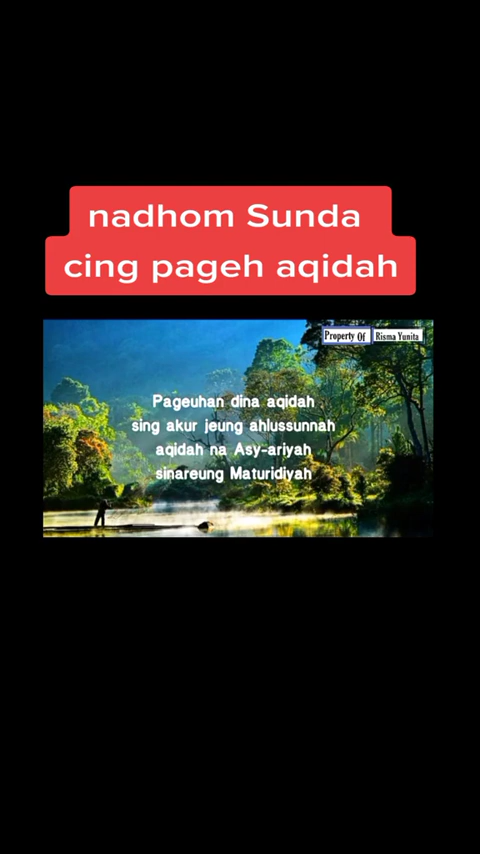 nadhom Sunda
cing pageh aqidah
Property Of Risma Yunita
Pageuhan dina aqidah
sing akur jeung ahlussunnah
aqidah na Asy-ariyah
sinareung Maturidiyah